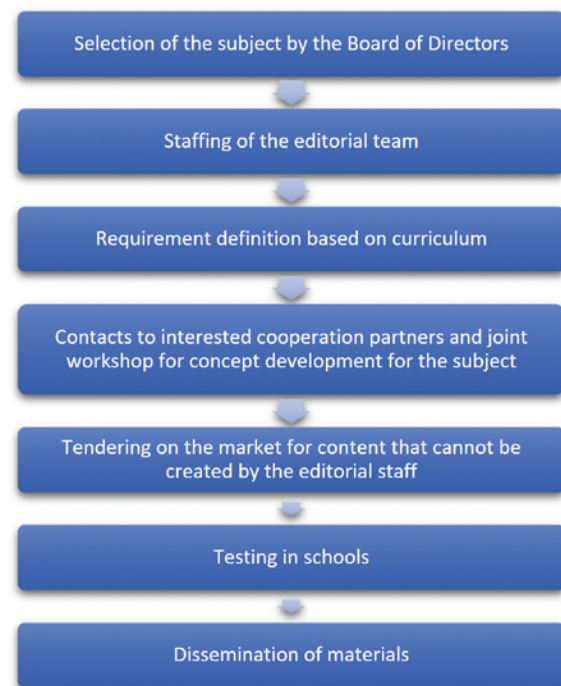 Selection of the subject by the Board of Directors
Staffing of the editorial team
Requirement definition based on curriculum
Contacts to interested cooperation partners and joint
workshop for concept development for the subject
Tendering on the market for content that cannot be
created by the editorial staff
Testing in schools
Dissemination of materials